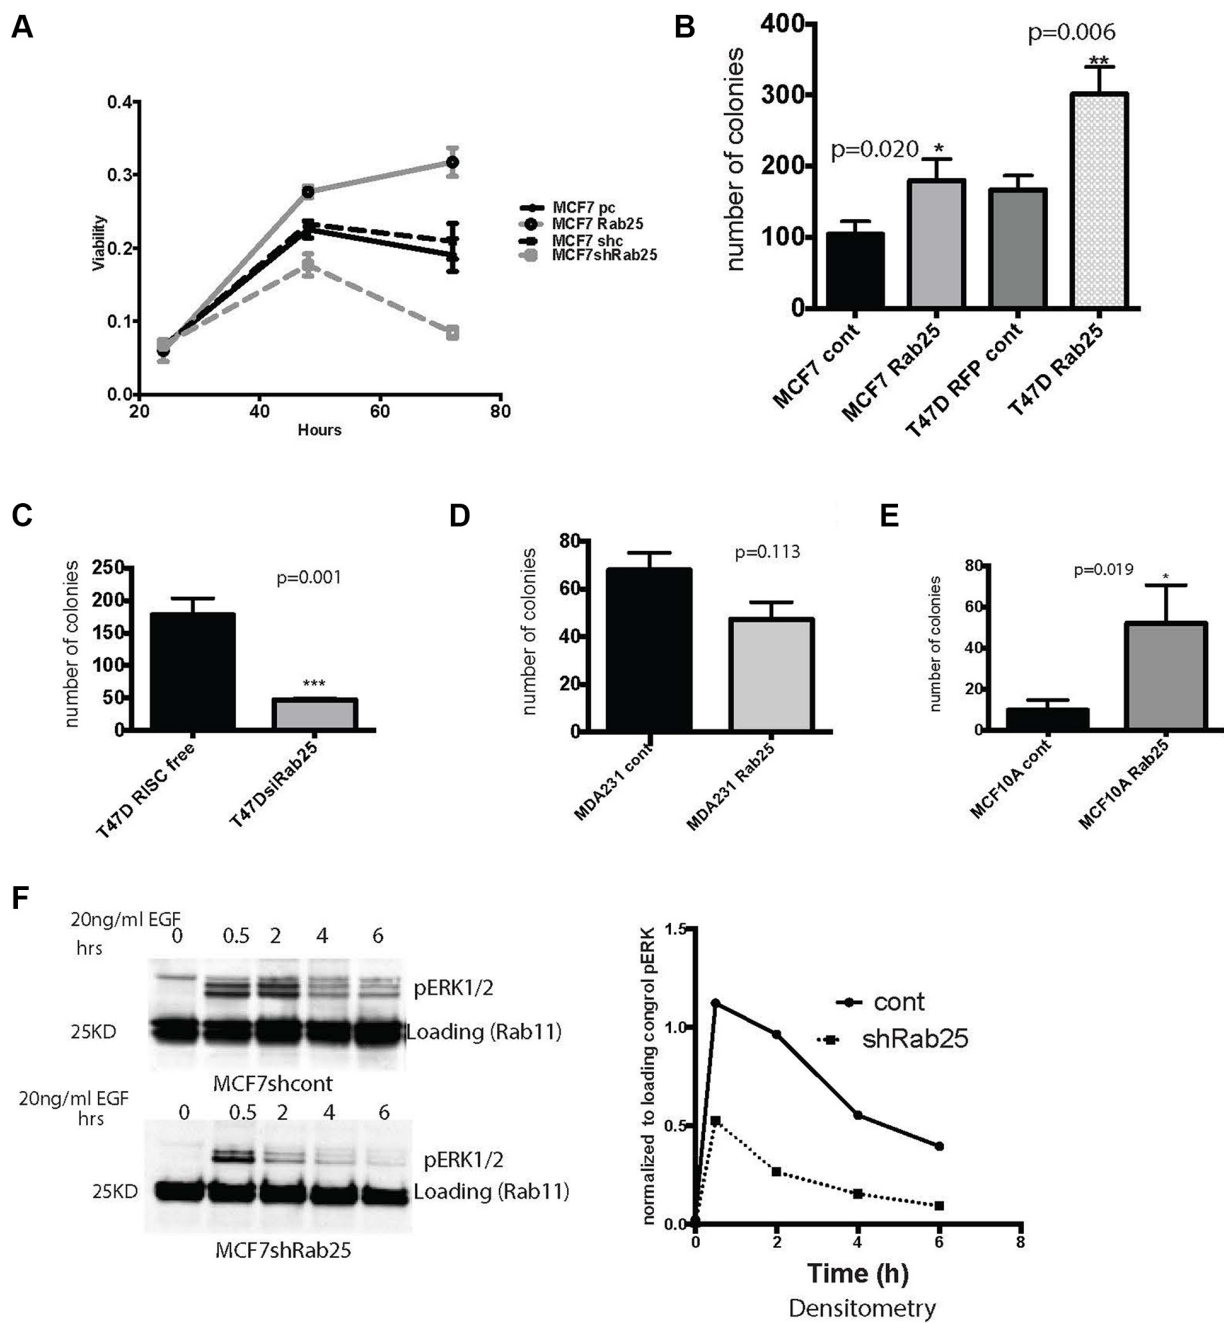 A
0.4
0.3
0.2
0.1
0.0
Viability
20 40 60 80
Hours
MCF7 pc
MCF7 Rab25
MCF7 shc
MCF7shRab25
B
400
300
200
100
0
number of colonies
p=0.020
*
p=0.006
**
MCF7 cont
MCF7 Rab25
T47D RFP cont
T47D Rab25
C
250
200
150
100
50
0
number of colonies
p=0.001
***
T47D RISC free
T47DsiRab25
D
80
60
40
20
0
number of colonies
p=0.113
MDA231 cont
MDA231 Rab25
E
80
60
40
20
0
number of colonies
p=0.019
*
MCF10A cont
MCF10A Rab25
F
20ng/ml EGF
hrs
0 0.5 2 4 6
pERK1/2
25KD
Loading (Rab11)
MCF7shcont
20ng/ml EGF
hrs
0 0.5 2 4 6
pERK1/2
25KD
Loading (Rab11)
MCF7shRab25
1.5
1.0
0.5
0.0
normalized to loading congrol pERK
cont
shRab25
0 2 4 6 8
Time (h)
Densitometry